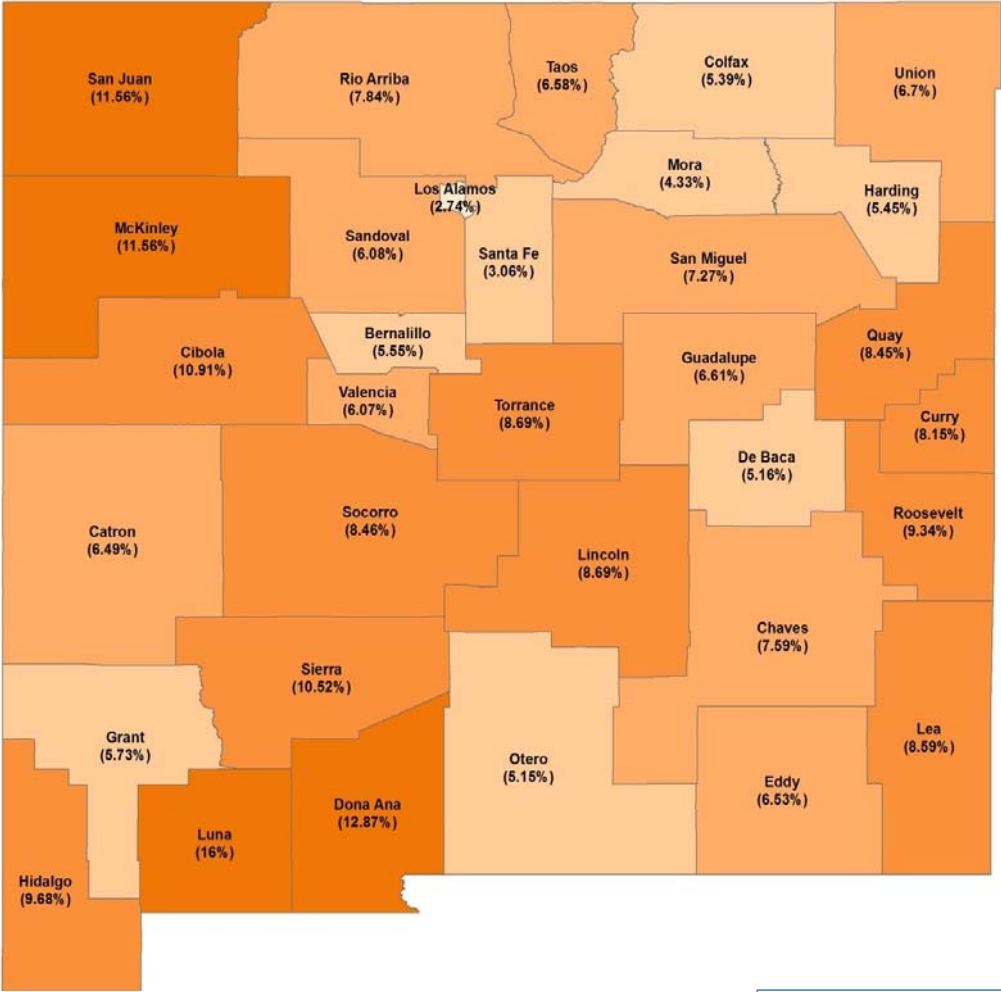 San Juan
(11.56%)
Rio Arriba
(7.84%)
Taos
(6.58%)
Colfax
(5.39%)
Union
(6.7%)
Mora
(4.33%)
Harding
(5.45%)
Los Alamos
(2.74%)
McKinley
(11.56%)
Sandoval
(6.08%)
Santa Fe
(3.06%)
San Miguel
(7.27%)
Bernalillo
(5.55%)
Quay
(8.45%)
Cibola
(10.91%)
Guadalupe
(6.61%)
Valencia
(6.07%)
Torrance
(8.69%)
Curry
(8.15%)
De Baca
(5.16%)
Socorro
(8.46%)
Roosevelt
(9.34%)
Catron
(6.49%)
Lincoln
(8.69%)
Chaves
(7.59%)
Sierra
(10.52%)
Grant
(5.73%)
Lea
(8.59%)
Otero
(5.15%)
Eddy
(6.53%)
Dona Ana
(12.87%)
Luna
(16%)
Hidalgo
(9.68%)